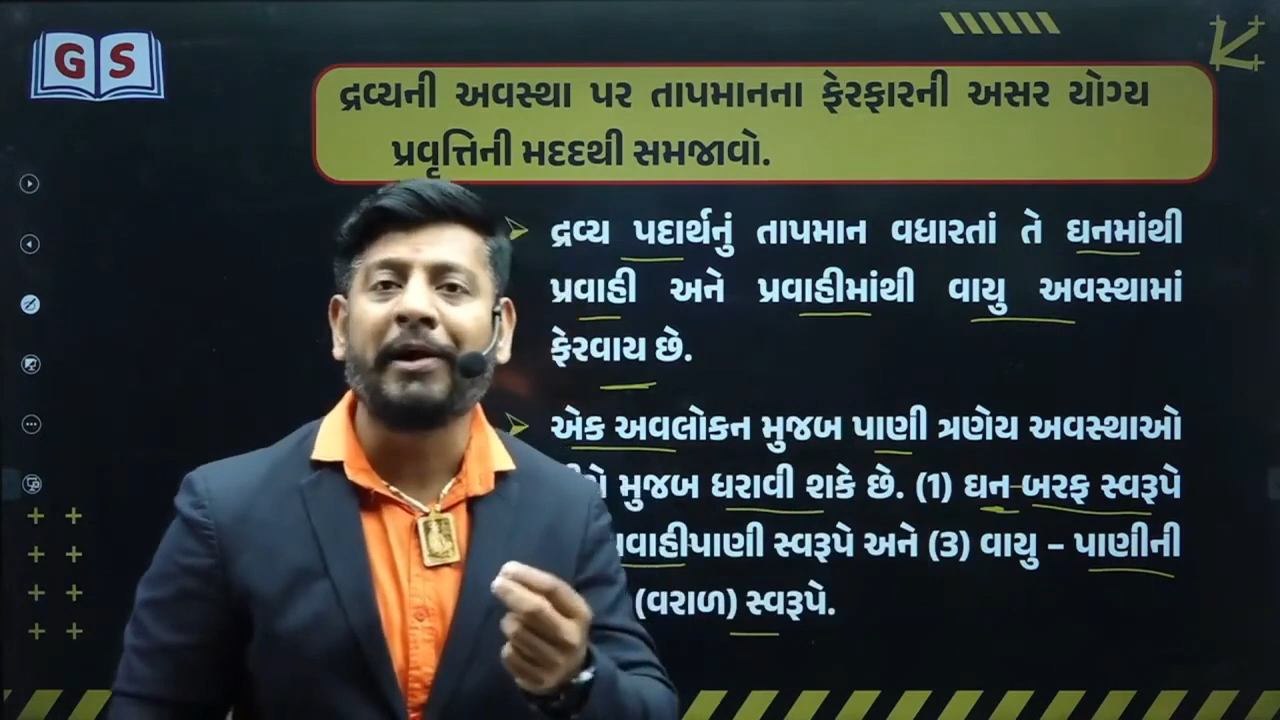 GS
દ્રવ્યની અવસ્થા પર તાપમાનના ફેરફારની અસર યોગ્ય
પ્રવૃત્તિની મદદથી સમજાવો.
દ્રવ્ય પદાર્થનું તાપમાન વધારતાં તે ઘનમાંથી
પ્રવાહી અને પ્રવાહીમાંથી વાયુ અવસ્થામાં
ફેરવાય છે.
એક અવલોકન મુજબ પાણી ત્રણેય અવસ્થાઓ
મુજબ ધરાવી શકે છે. (1) ઘન-બરફ સ્વરૂપે
સ્વરૂપે અને (૩) વાયુ – પાણીની
(વરાળ) સ્વરૂપે.